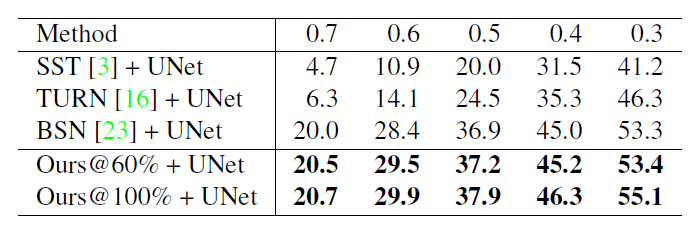 Method 0.7 0.6 0.5 0.4 0.3
SST [3] + UNet 4.7 10.9 20.0 31.5 41.2
TURN [16] + UNet 6.3 14.1 24.5 35.3 46.3
BSN [23] + UNet 20.0 28.4 36.9 45.0 53.3
Ours@60% + UNet 20.5 29.5 37.2 45.2 53.4
Ours@100% + UNet 20.7 29.9 37.9 46.3 55.1